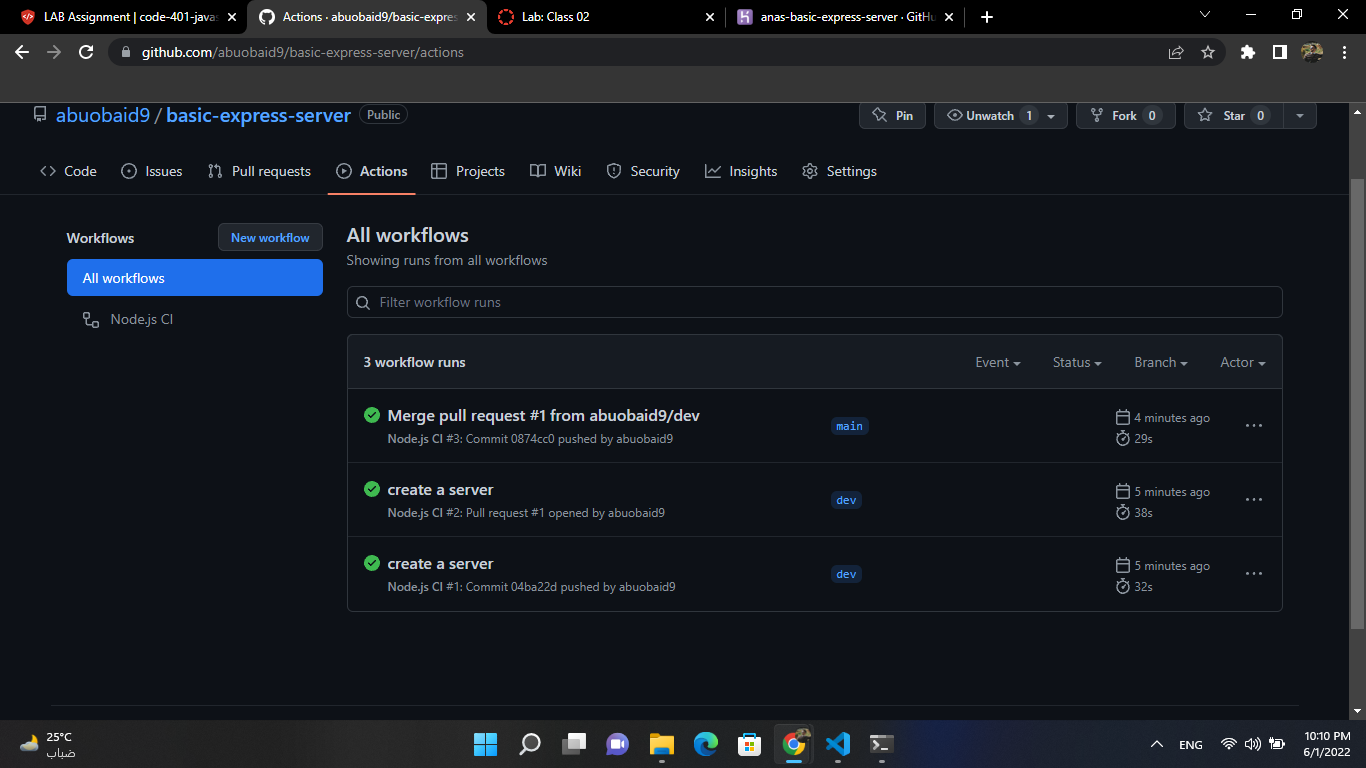 LAB Assignment | code-401-javas
Actions · abuobaid9/basic-expres
Lab: Class 02
anas-basic-express-server · GitHu
github.com/abuobaid9/basic-express-server/actions
abuobaid9 / basic-express-server Public
Pin
Unwatch 1
Fork 0
Star 0
Code
Issues
Pull requests
Actions
Projects
Wiki
Security
Insights
Settings
Workflows
New workflow
All workflows
Node.js CI
All workflows
Showing runs from all workflows
Filter workflow runs
3 workflow runs
Event
Status
Branch
Actor
Merge pull request #1 from abuobaid9/dev
Node.js CI #3: Commit 0874cc0 pushed by abuobaid9
main
4 minutes ago
29s
create a server
Node.js CI #2: Pull request #1 opened by abuobaid9
dev
5 minutes ago
38s
create a server
Node.js CI #1: Commit 04ba22d pushed by abuobaid9
dev
5 minutes ago
32s
25°C
ضباب
ENG
10:10 PM
6/1/2022